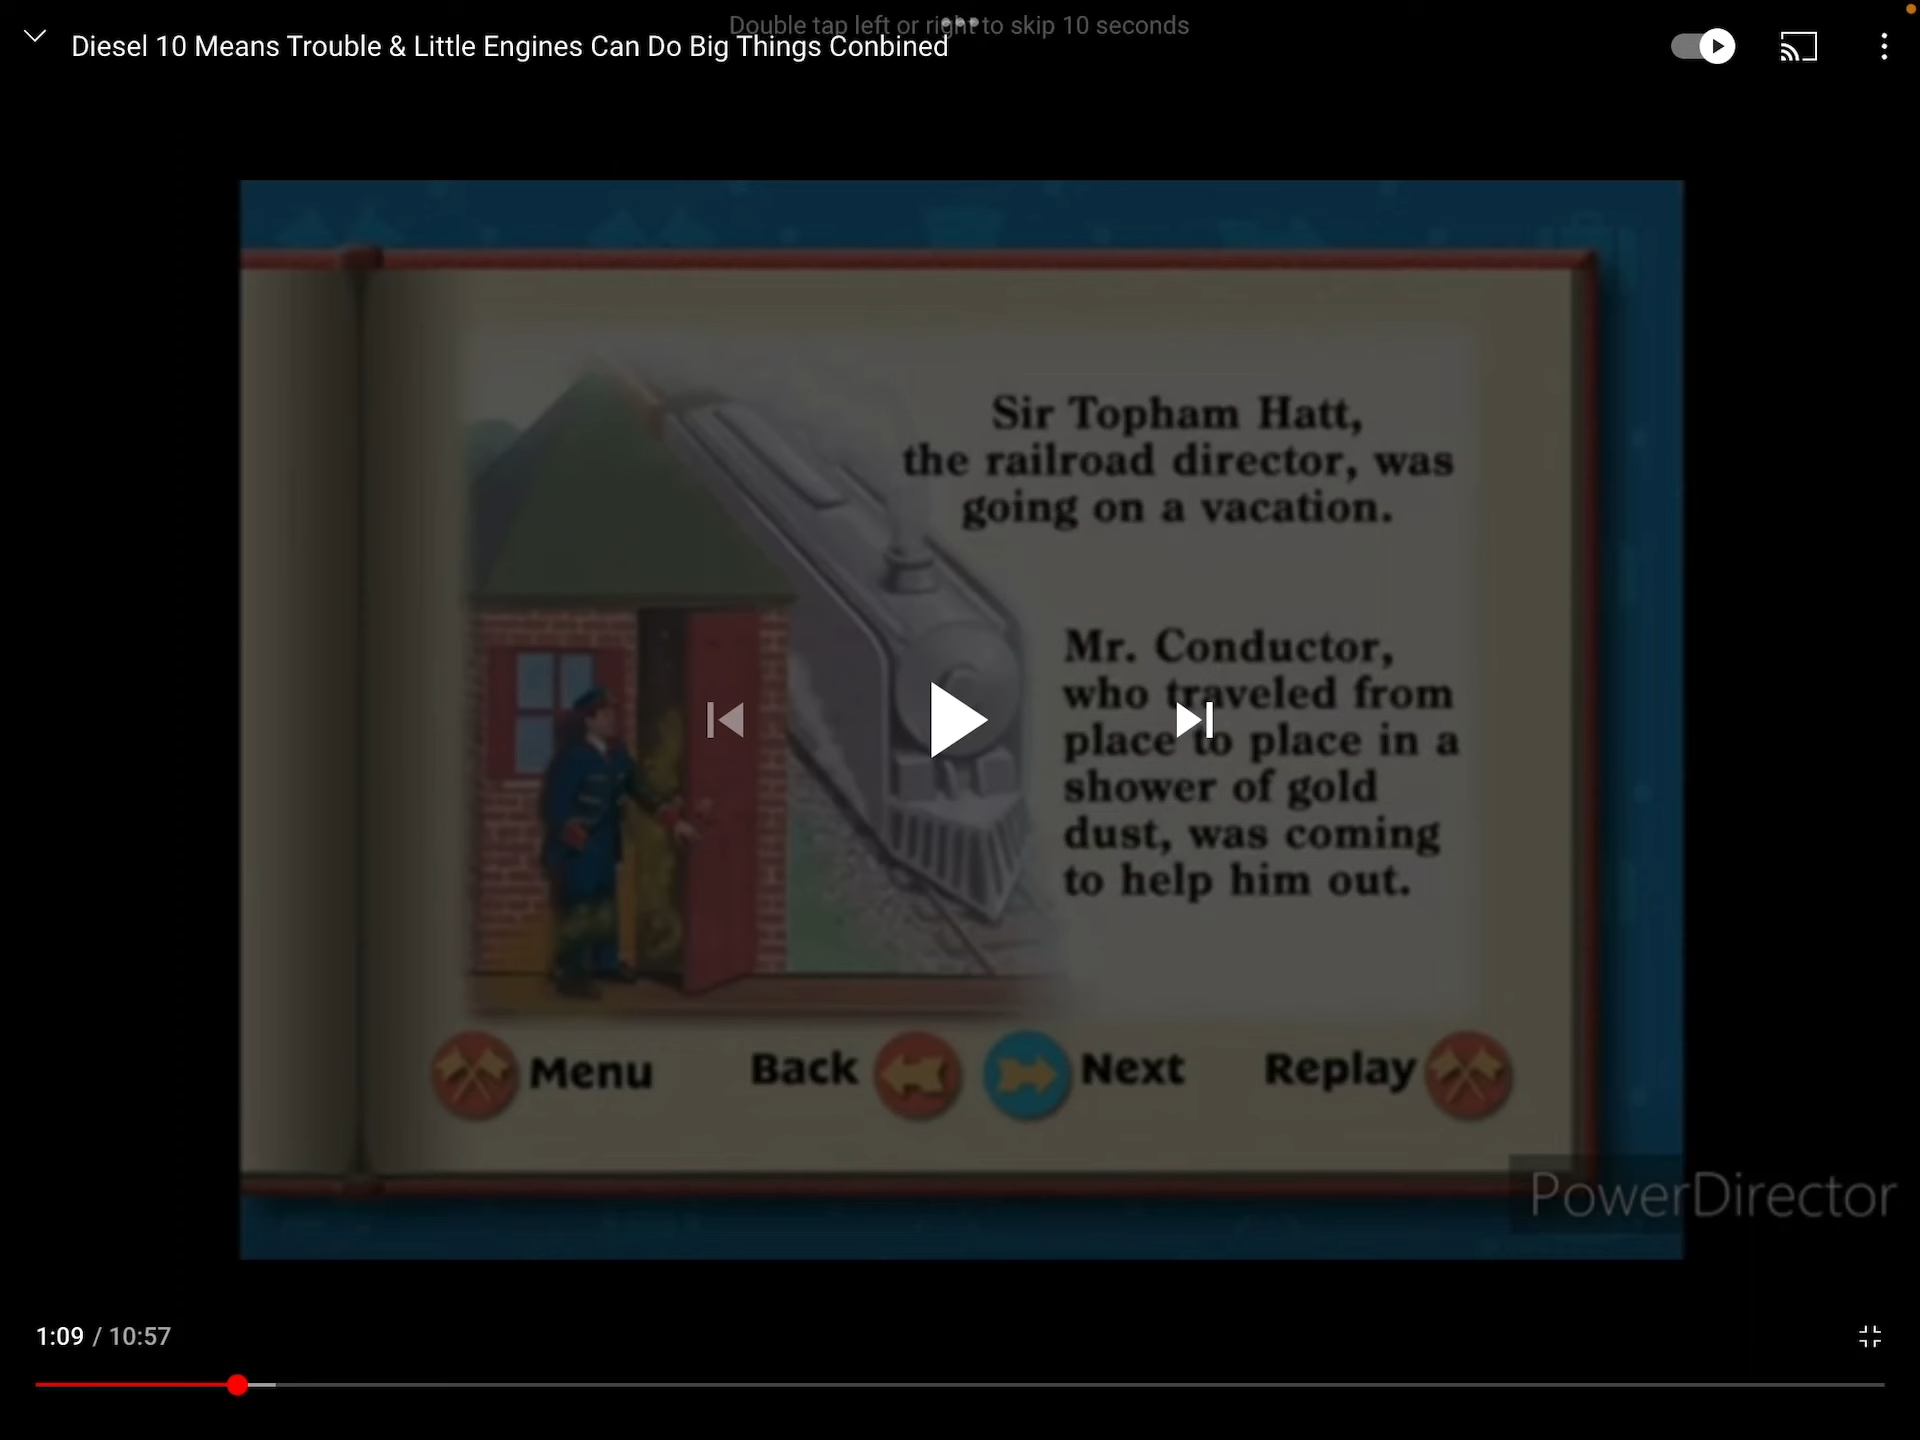 Double tap left or right to skip 10 seconds
Diesel 10 Means Trouble & Little Engines Can Do Big Things Conbined
Sir Topham Hatt,
the railroad director, was
going on a vacation.
Mr. Conductor,
who traveled from
place to place in a
shower of gold
dust, was coming
to help him out.
Menu Back Next Replay
PowerDirector
1:09 / 10:57